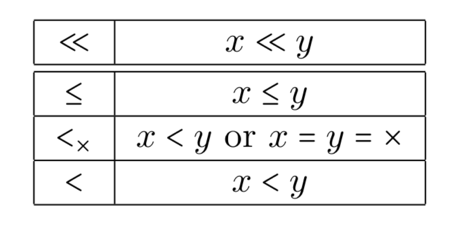 ≪ x ≪ y
≤ x ≤ y
<ₓ x < y or x = y = ×
< x < y